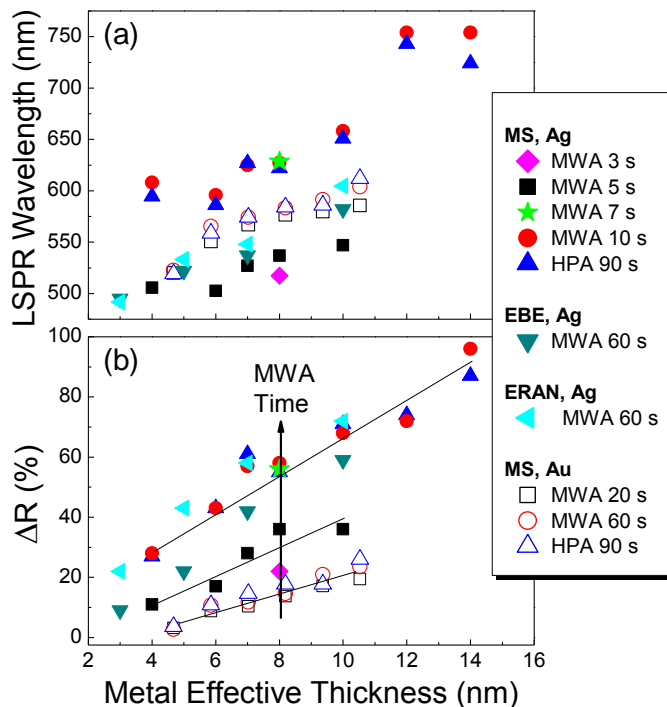 (a)
750
700
650
600
550
500
LSPR Wavelength (nm)
(b)
100
80
60
40
20
0
ΔR (%)
MWA
Time
2 4 6 8 10 12 14 16
Metal Effective Thickness (nm)
MS, Ag
MWA 3 s
MWA 5 s
MWA 7 s
MWA 10 s
HPA 90 s
EBE, Ag
MWA 60 s
ERAN, Ag
MWA 60 s
MS, Au
MWA 20 s
MWA 60 s
HPA 90 s